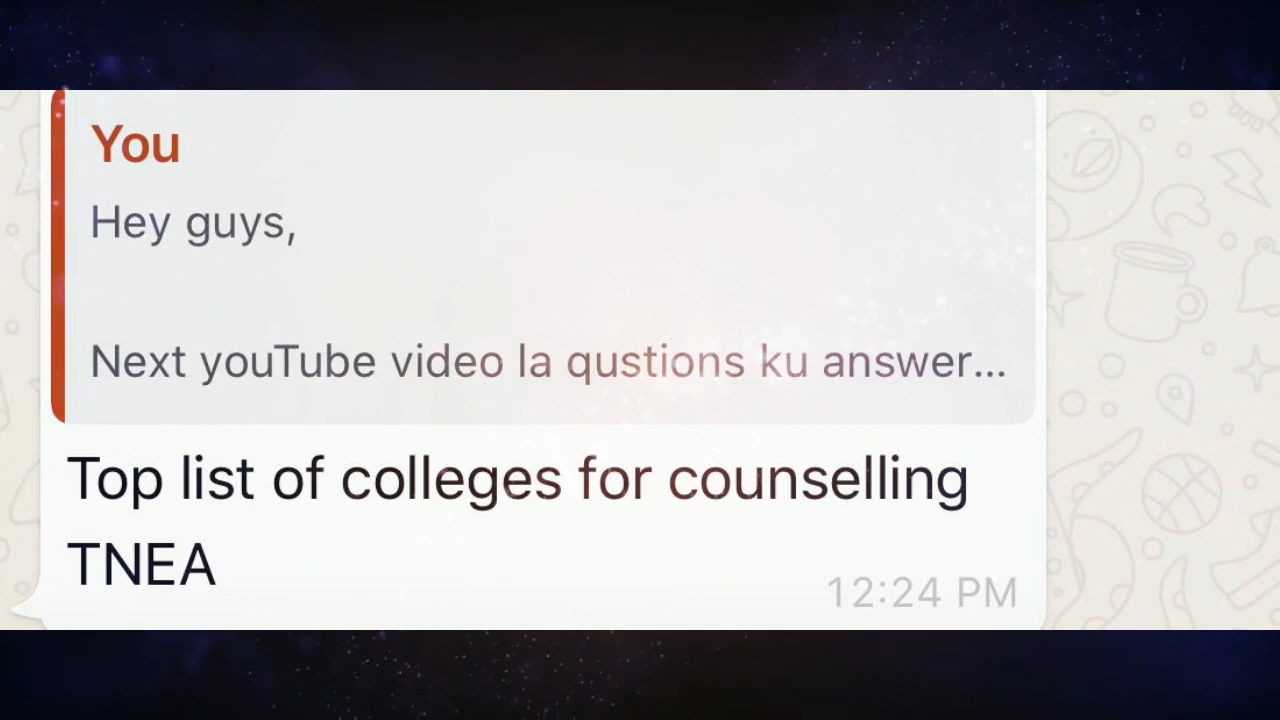 You
Hey guys,
Next youTube video la qustions ku answer...
Top list of colleges for counselling
TNEA
12:24 PM